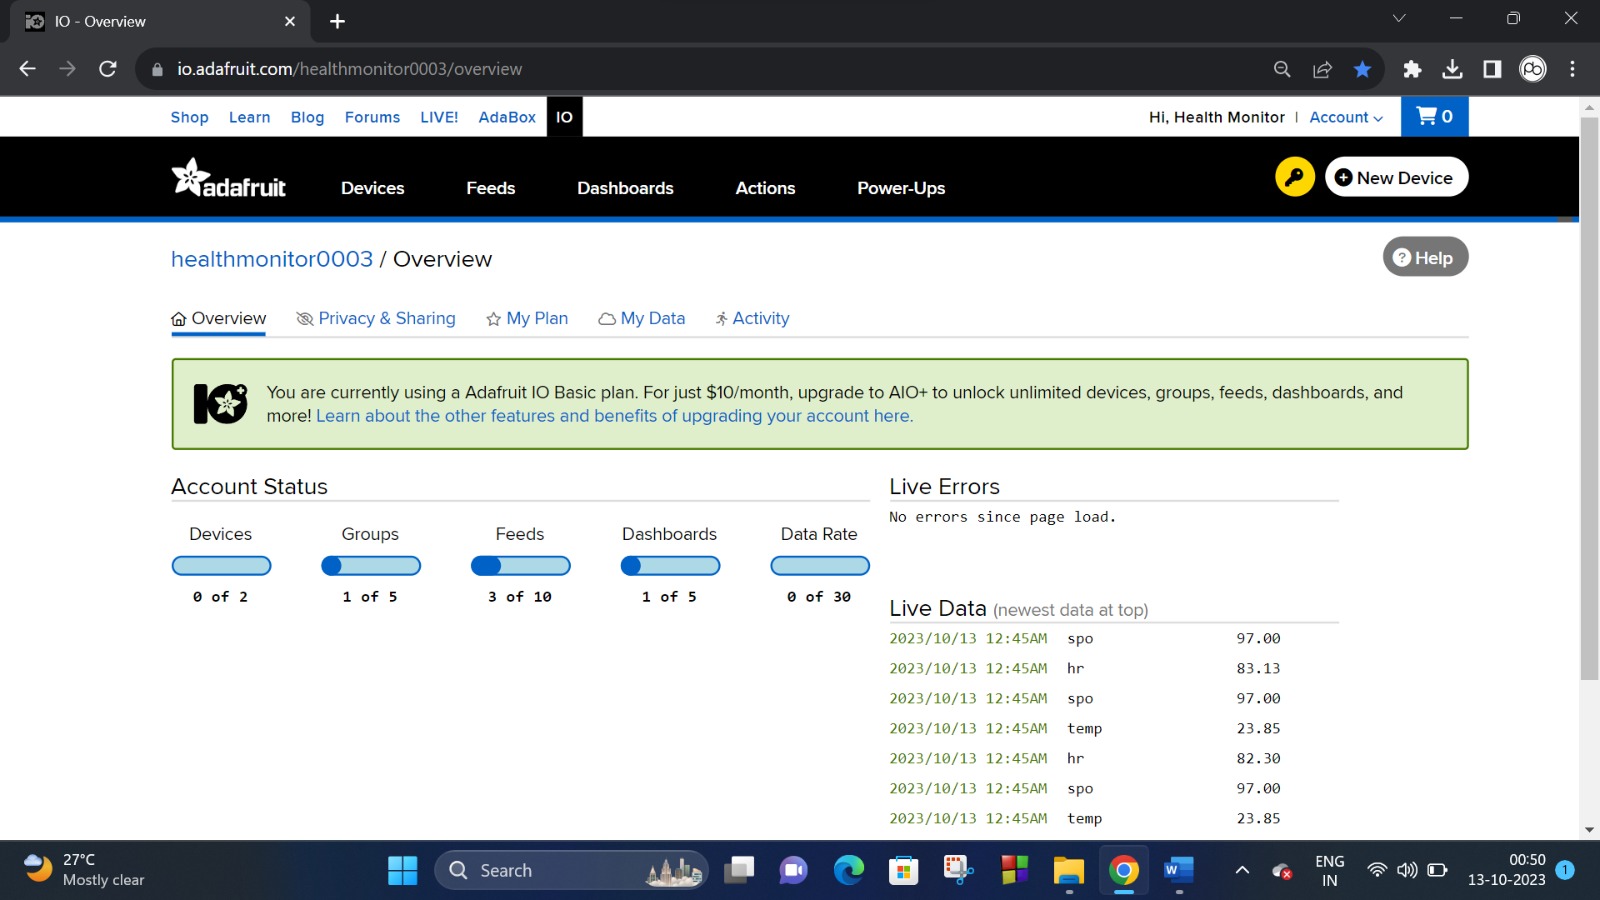 IO - Overview
io.adafruit.com/healthmonitor0003/overview
Shop Learn Blog Forums LIVE! AdaBox IO
Hi, Health Monitor | Account 0
adafruit Devices Feeds Dashboards Actions Power-Ups New Device
healthmonitor0003 / Overview
Help
Overview Privacy & Sharing My Plan My Data Activity
You are currently using a Adafruit IO Basic plan. For just $10/month, upgrade to AIO+ to unlock unlimited devices, groups, feeds, dashboards, and
more! Learn about the other features and benefits of upgrading your account here.
Account Status
Devices Groups Feeds Dashboards Data Rate
0 of 2 1 of 5 3 of 10 1 of 5 0 of 30
Live Errors
No errors since page load.
Live Data (newest data at top)
2023/10/13 12:45AM spo 97.00
2023/10/13 12:45AM hr 83.13
2023/10/13 12:45AM spo 97.00
2023/10/13 12:45AM temp 23.85
2023/10/13 12:45AM hr 82.30
2023/10/13 12:45AM spo 97.00
2023/10/13 12:45AM temp 23.85
27°C
Mostly clear
Search
ENG
IN
00:50
13-10-2023
1